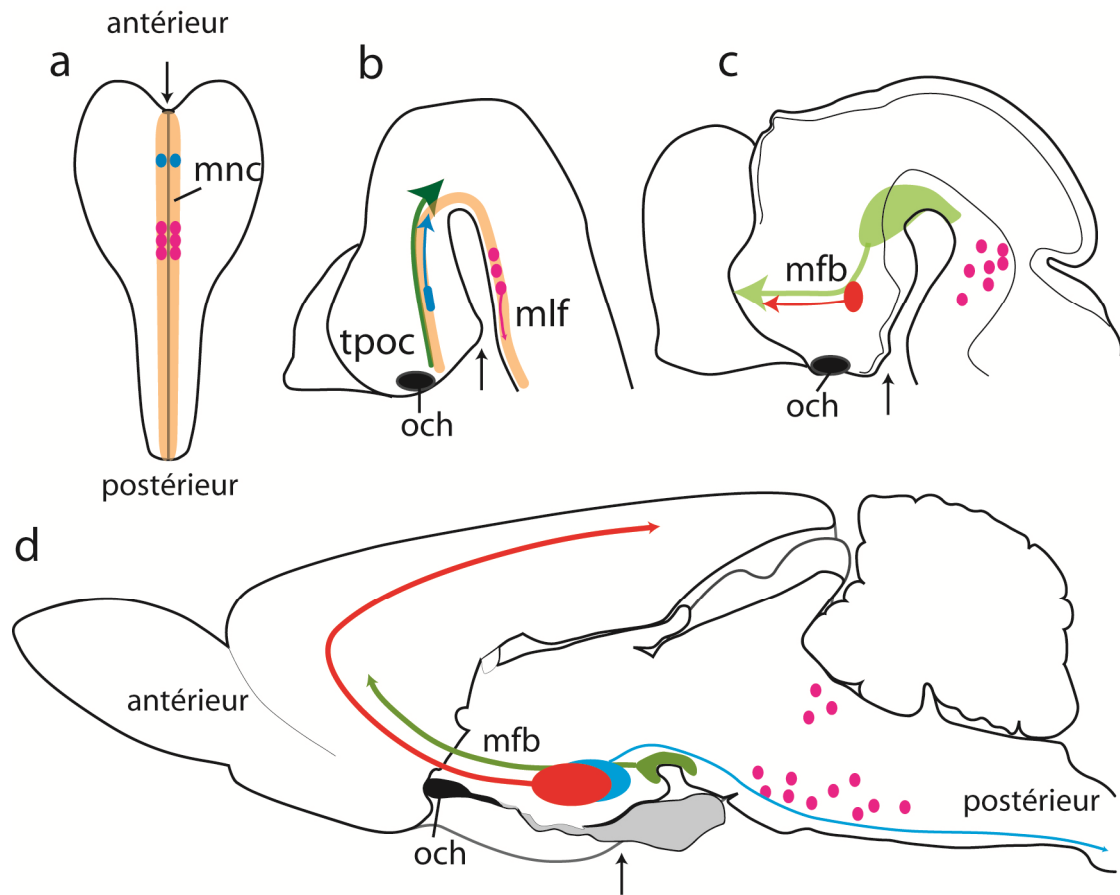 antérieur
a
mnc
postérieur
b
tpoc
mlf
och
c
mfb
och
d
antérieur
mfb
och
postérieur